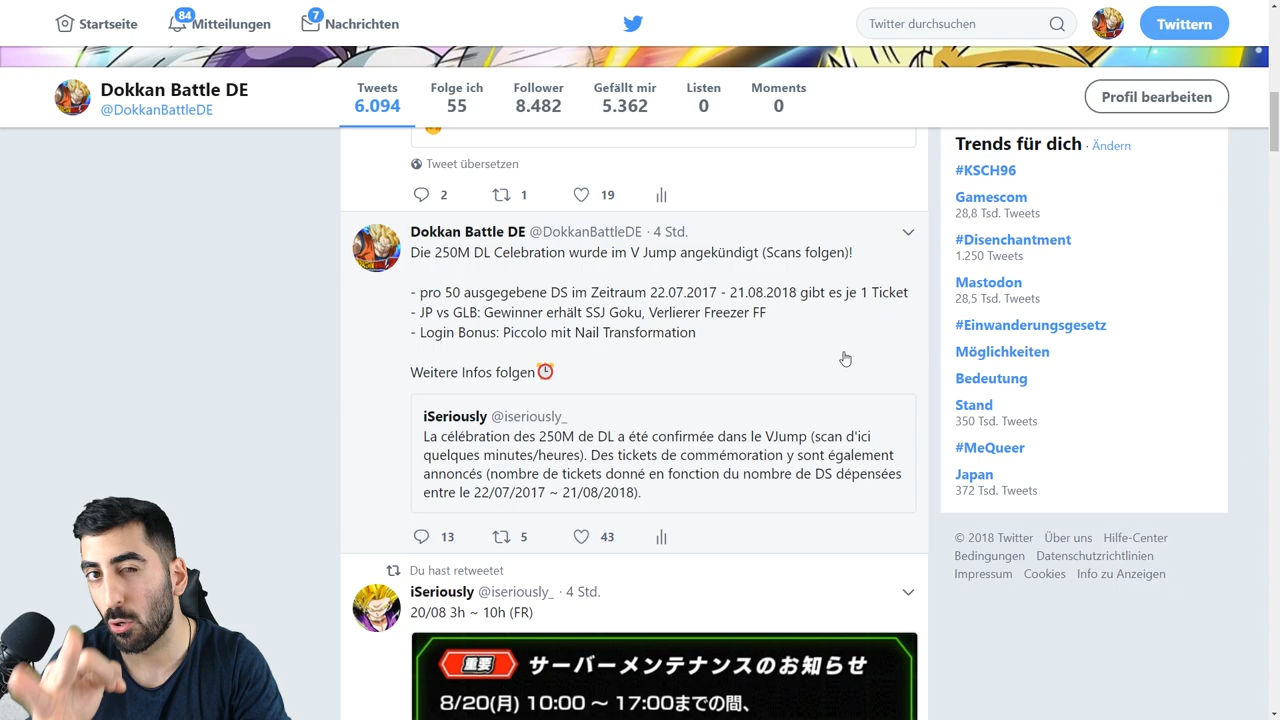 Startseite
84
Mitteilungen
7
Nachrichten
Twitter durchsuchen
Twittern
Dokkan Battle DE
@DokkanBattleDE
Tweets
6.094
Folge ich
55
Follower
8.482
Gefällt mir
5.362
Listen
0
Moments
0
Profil bearbeiten
Tweet übersetzen
2 1 19
Dokkan Battle DE @DokkanBattleDE · 4 Std.
Die 250M DL Celebration wurde im V Jump angekündigt (Scans folgen)!
- pro 50 ausgegebene DS im Zeitraum 22.07.2017 - 21.08.2018 gibt es je 1 Ticket
- JP vs GLB: Gewinner erhält SSJ Goku, Verlierer Freezer FF
- Login Bonus: Piccolo mit Nail Transformation
Weitere Infos folgen
iSeriously @iseriously_
La célébration des 250M de DL a été confirmée dans le VJump (scan d'ici
quelques minutes/heures). Des tickets de commémoration y sont également
annoncés (nombre de tickets donné en fonction du nombre de DS dépensées
entre le 22/07/2017 ~ 21/08/2018).
13 5 43
Du hast retweetet
iSeriously @iseriously_ · 4 Std.
20/08 3h ~ 10h (FR)
重要 サーバーメンテナンスのお知らせ
8/20(月) 10:00 ~ 17:00までの間、
Trends für dich · Ändern
#KSCH96
Gamescom
28,8 Tsd. Tweets
#Disenchantment
1.250 Tweets
Mastodon
28,5 Tsd. Tweets
#Einwanderungsgesetz
Möglichkeiten
Bedeutung
Stand
350 Tsd. Tweets
#MeQueer
Japan
372 Tsd. Tweets
© 2018 Twitter Über uns Hilfe-Center
Bedingungen Datenschutzrichtlinien
Impressum Cookies Info zu Anzeigen